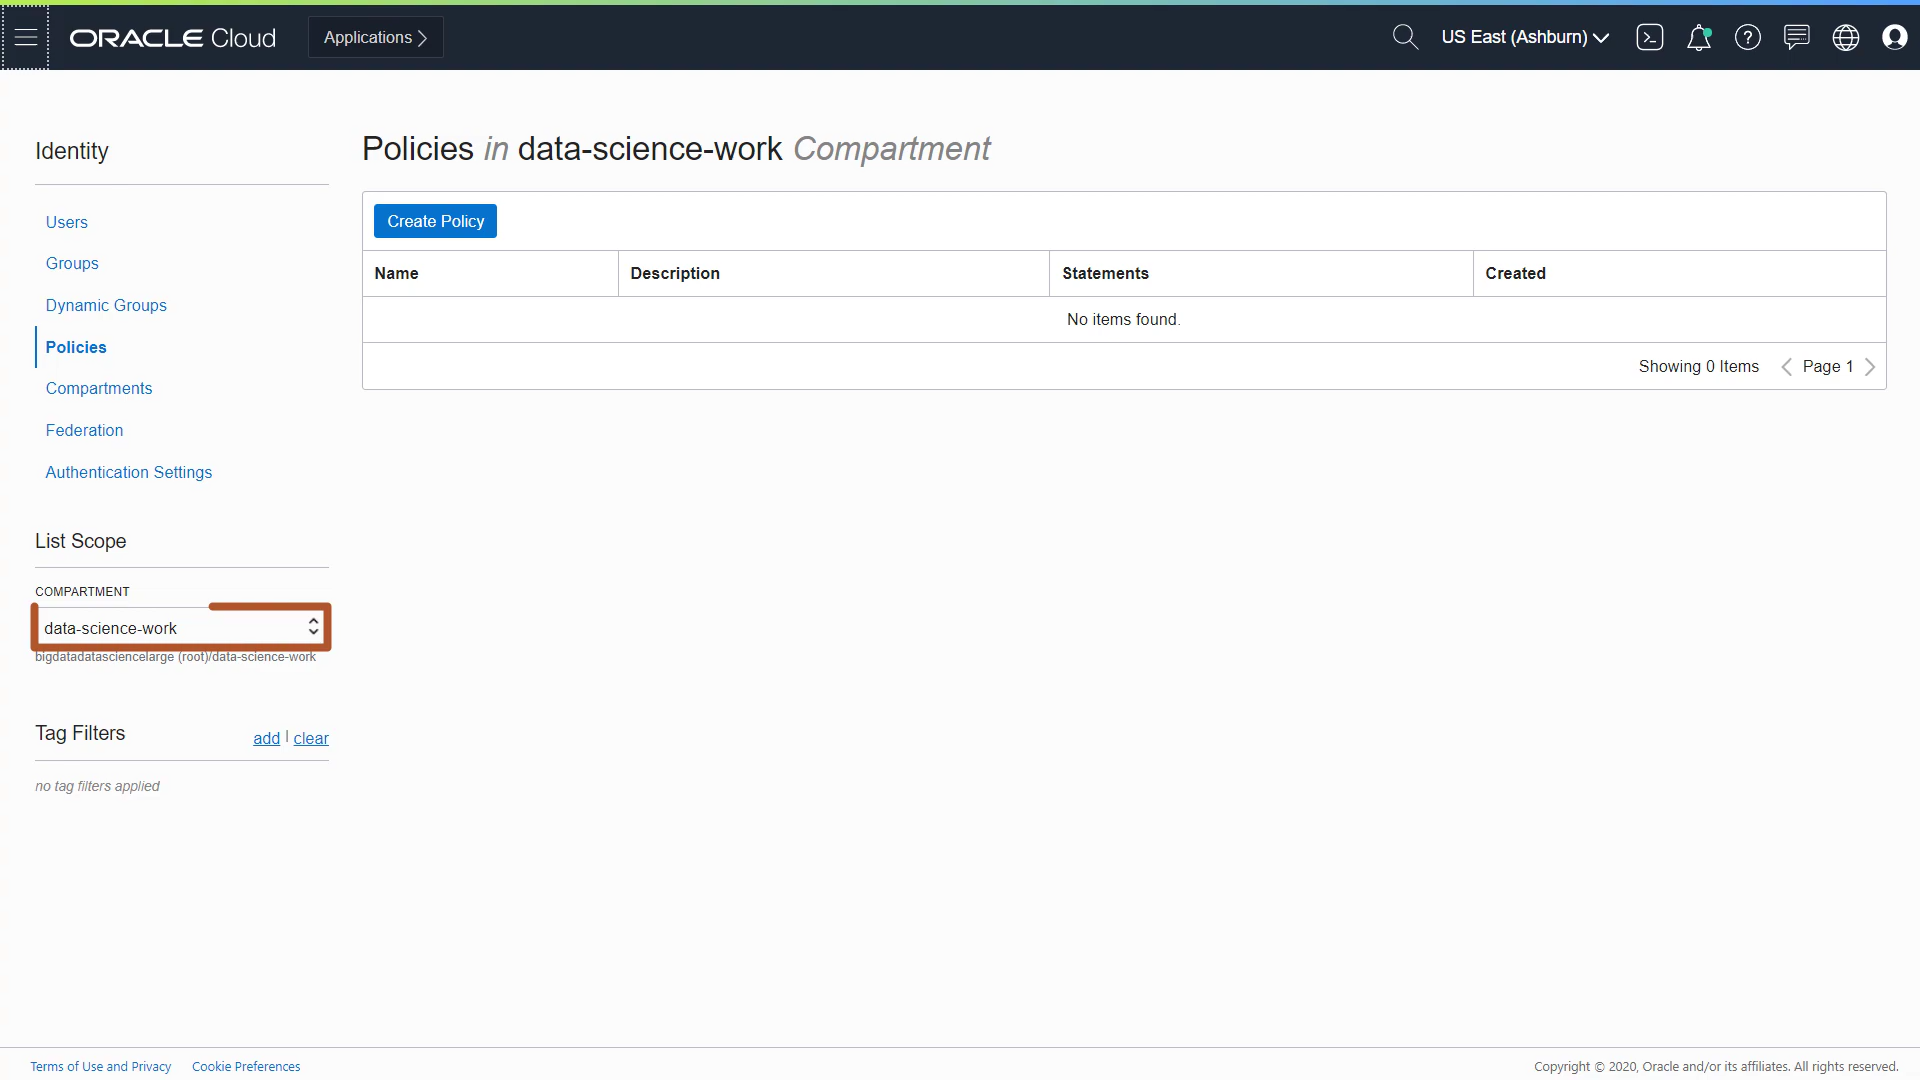 ORACLE Cloud
Applications
US East (Ashburn)
Identity
Users
Groups
Dynamic Groups
Policies
Compartments
Federation
Authentication Settings
List Scope
COMPARTMENT
data-science-work
bigdatadatasciencelarge (root)/data-science-work
Tag Filters
add | clear
no tag filters applied
Policies in data-science-work Compartment
Create Policy
Name Description Statements Created
No items found.
Showing 0 Items Page 1
Terms of Use and Privacy Cookie Preferences
Copyright © 2020, Oracle and/or its affiliates. All rights reserved.